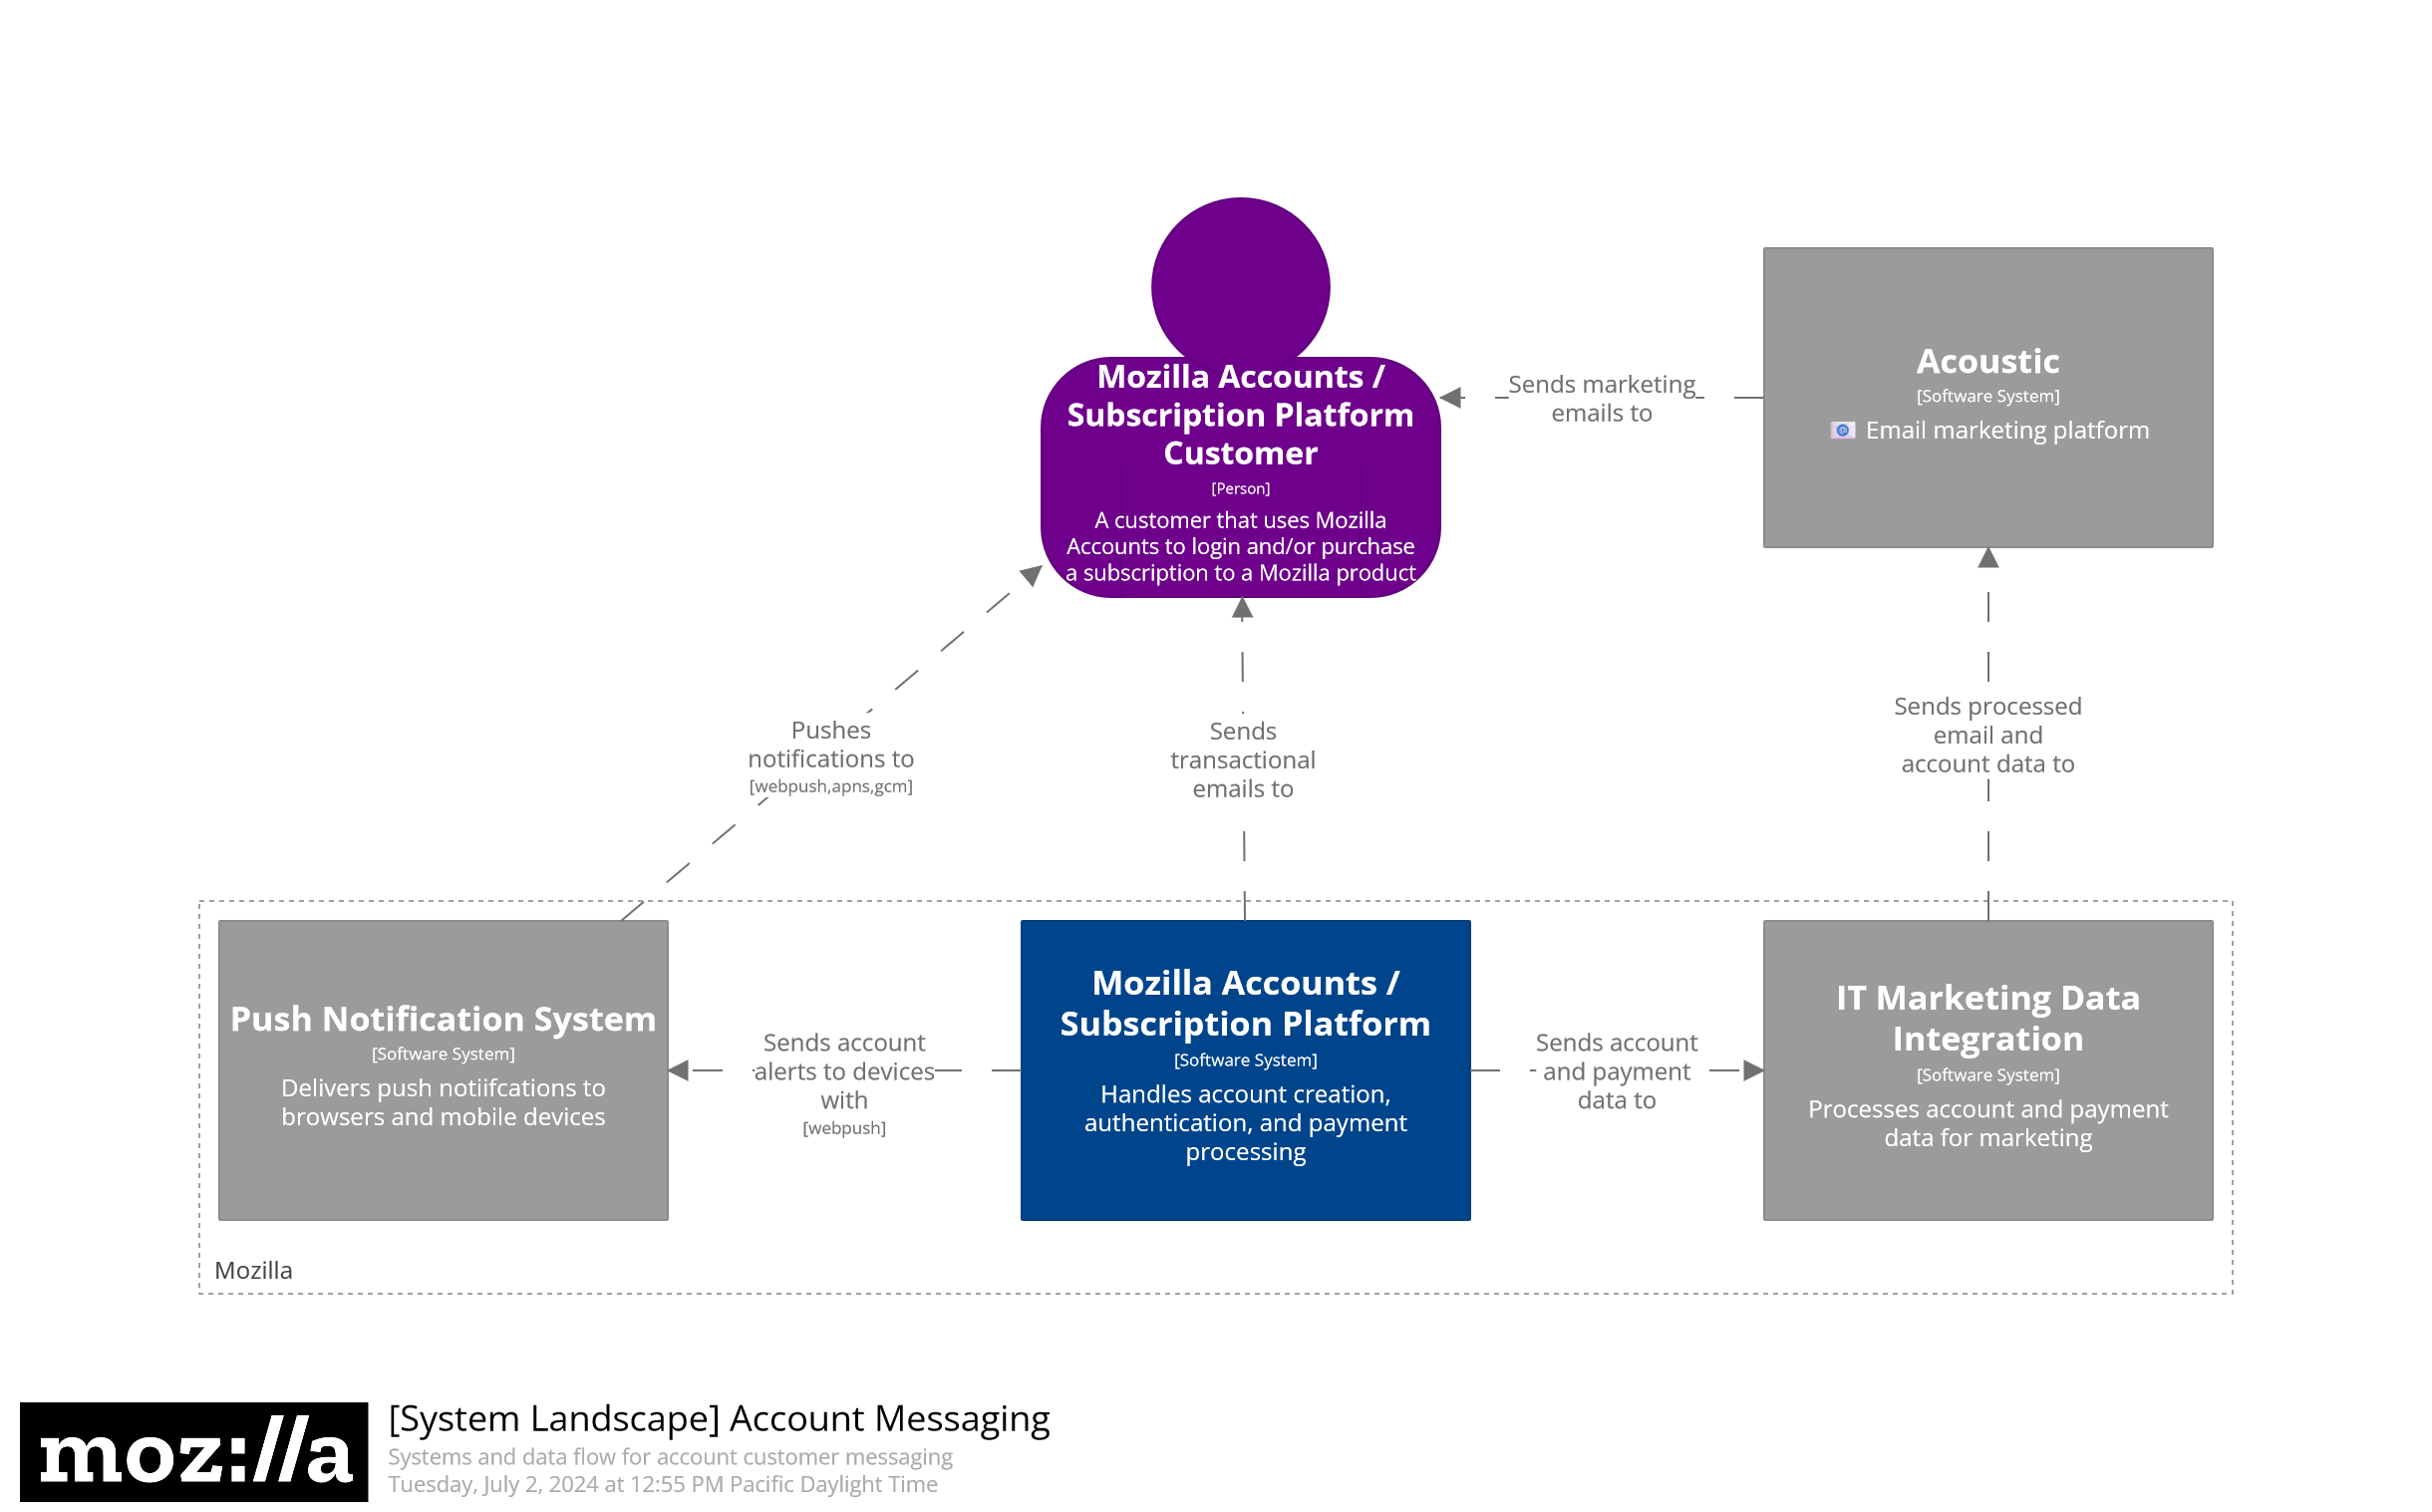 Mozilla Accounts /
Subscription Platform
Customer
[Person]
A customer that uses Mozilla
Accounts to login and/or purchase
a subscription to a Mozilla product
Sends marketing
emails to
Acoustic
[Software System]
Email marketing platform
Pushes
notifications to
[webpush,apns,gcm]
Sends
transactional
emails to
Sends processed
email and
account data to
Push Notification System
[Software System]
Delivers push notiifcations to
browsers and mobile devices
Sends account
alerts to devices
with
[webpush]
Mozilla Accounts /
Subscription Platform
[Software System]
Handles account creation,
authentication, and payment
processing
Sends account
and payment
data to
IT Marketing Data
Integration
[Software System]
Processes account and payment
data for marketing
Mozilla
moz://a
[System Landscape] Account Messaging
Systems and data flow for account customer messaging
Tuesday, July 2, 2024 at 12:55 PM Pacific Daylight Time